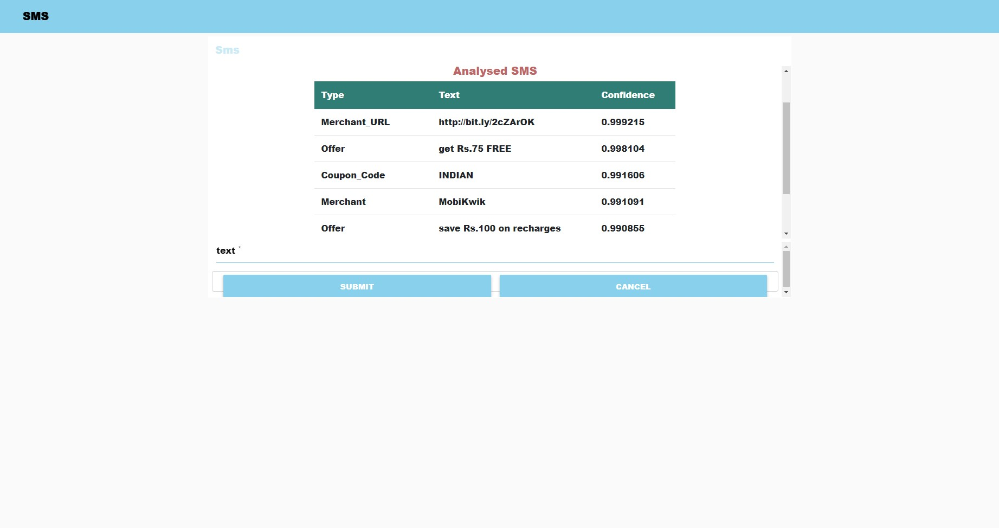 SMS
Sms
Analysed SMS
Type Text Confidence
Merchant_URL http://bit.ly/2cZArOK 0.999215
Offer get Rs.75 FREE 0.998104
Coupon_Code INDIAN 0.991606
Merchant MobiKwik 0.991091
Offer save Rs.100 on recharges 0.990855
text *
SUBMIT CANCEL